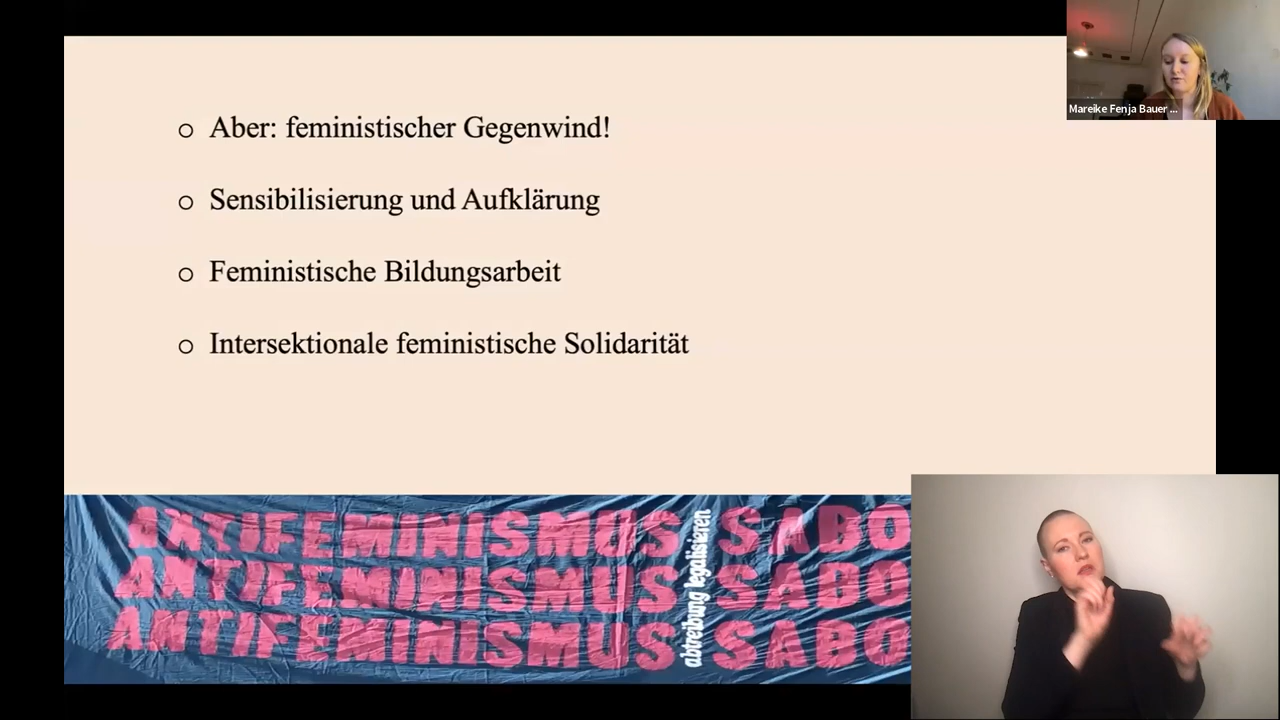 Mareike Fenja Bauer ...
Aber: feministischer Gegenwind!
Sensibilisierung und Aufklärung
Feministische Bildungsarbeit
Intersektionale feministische Solidarität
ANTIFEMINISMUS SABO
ANTIFEMINISMUS SABO
ANTIFEMINISMUS SABO
abtreibung legalisieren